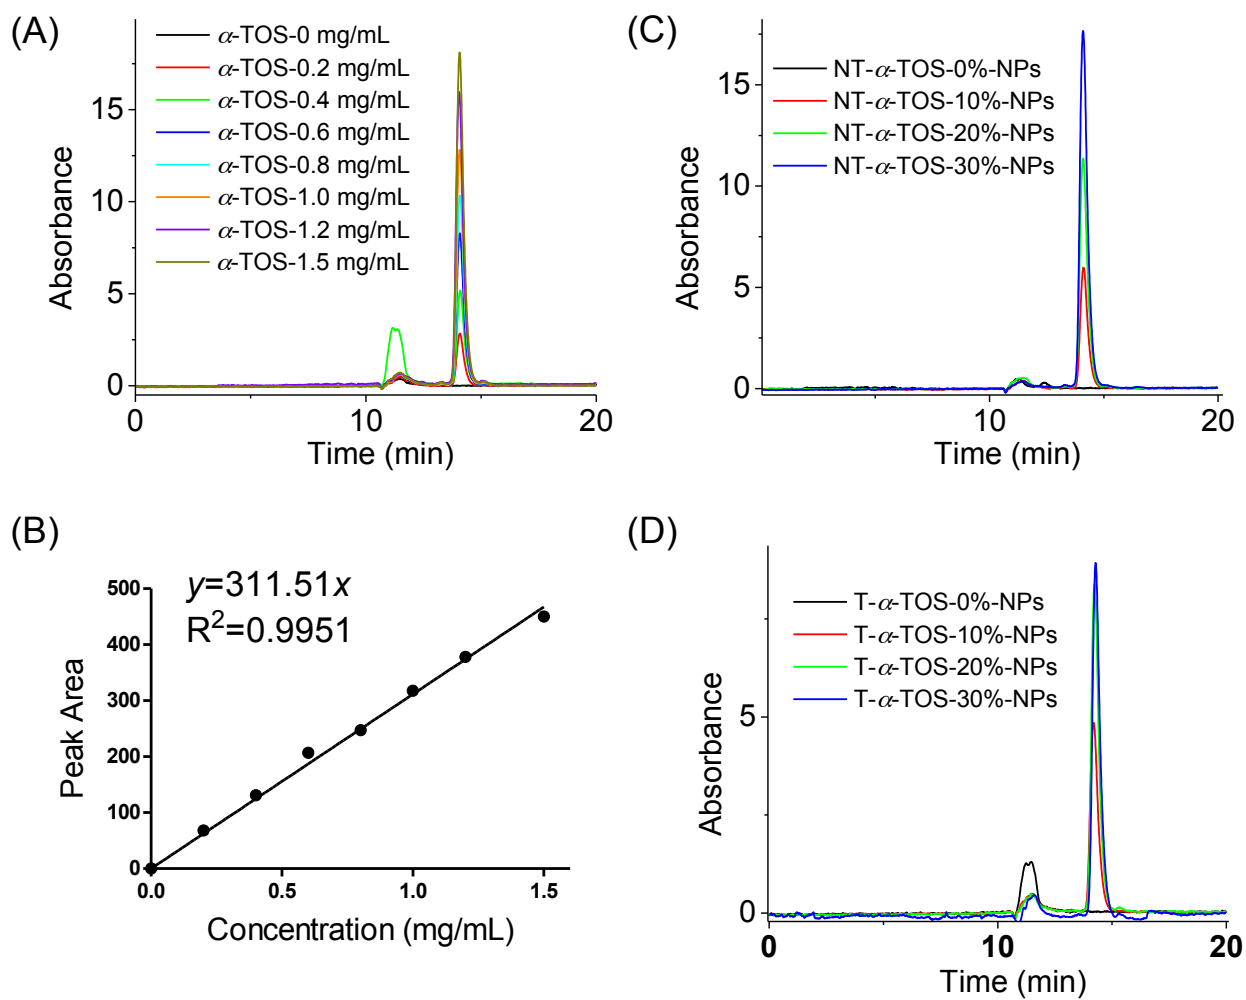 (A)
α-TOS-0 mg/mL
α-TOS-0.2 mg/mL
α-TOS-0.4 mg/mL
α-TOS-0.6 mg/mL
α-TOS-0.8 mg/mL
α-TOS-1.0 mg/mL
α-TOS-1.2 mg/mL
α-TOS-1.5 mg/mL
Absorbance
15
10
5
0
0 10 20
Time (min)
(C)
NT-α-TOS-0%-NPs
NT-α-TOS-10%-NPs
NT-α-TOS-20%-NPs
NT-α-TOS-30%-NPs
Absorbance
15
10
5
0
10 20
Time (min)
(B)
y=311.51x
R²=0.9951
Peak Area
500
400
300
200
100
0
0.0 0.5 1.0 1.5
Concentration (mg/mL)
(D)
T-α-TOS-0%-NPs
T-α-TOS-10%-NPs
T-α-TOS-20%-NPs
T-α-TOS-30%-NPs
Absorbance
5
0
0 10 20
Time (min)